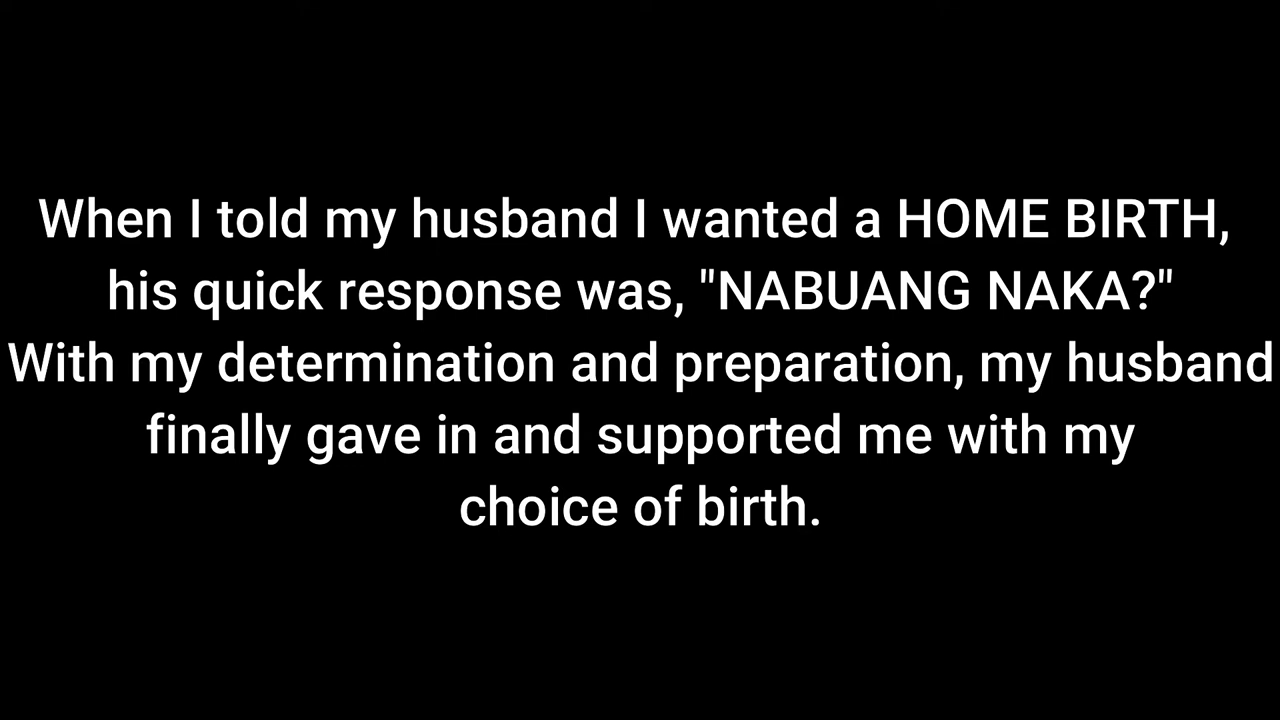 When I told my husband I wanted a HOME BIRTH,
his quick response was, "NABUANG NAKA?"
With my determination and preparation, my husband
finally gave in and supported me with my
choice of birth.